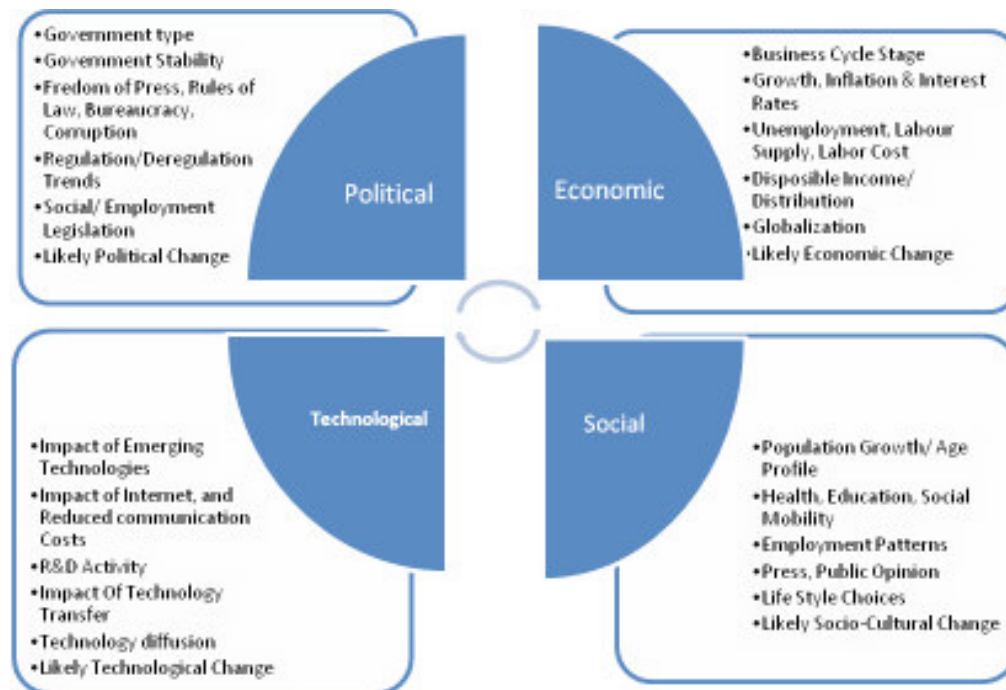 •Government type
•Government Stability
•Fredom of Press, Rules of
Law, Bureaucracy,
Corruption
•Regulation/Deregulation
Trends
•Social/ Employment
Legislation
•Likely Political Change
Political
Economic
•Business Cycle Stage
•Growth, Inflation & Interest
Rates
•Unemployment, Labour
Supply, Labor Cost
•Disposible Income/
Distribution
•Globalization
•Likely Economic Change
•Impact of Emerging
Technologies
•Impact of Internet, and
Reduced communication
Costs
•R&D Activity
•Impact Of Technology
Transfer
•Technology diffusion
•Likely Technological Change
Technological
Social
•Population Growth/ Age
Profile
•Health, Education, Social
Mobility
•Employment Patterns
•Press, Public Opinion
•Life Style Choices
•Likely Socio-Cultural Change